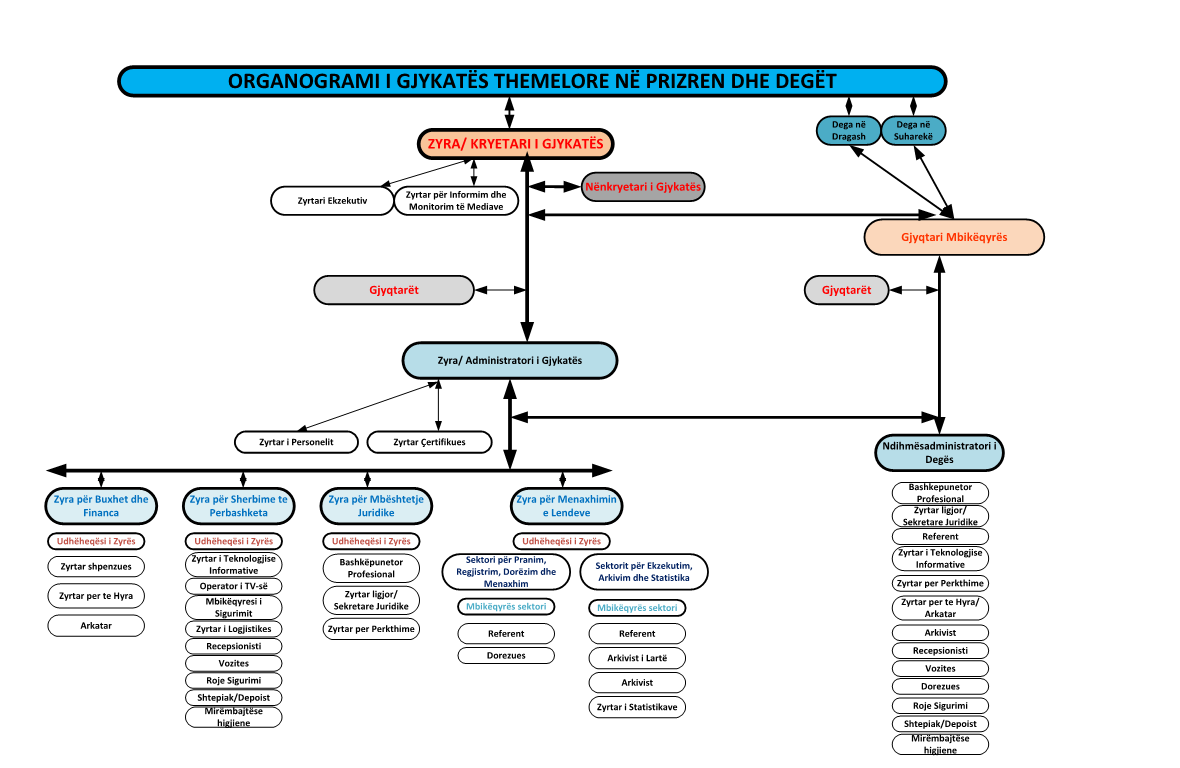 ORGANOGRAMI I GJYKATËS THEMELORE NË PRIZREN DHE DEGËT
Dega në
Dragash
Dega në
Suharekë
ZYRA/ KRYETARI I GJYKATËS
Nënkryetari i Gjykatës
Zyrtari Ekzekutiv
Zyrtar për Informim dhe
Monitorim të Mediave
Gjyqtari Mbikëqyrës
Gjyqtarët
Gjyqtarët
Zyra/ Administratori i Gjykatës
Zyrtar i Personelit
Zyrtar Çertifikues
Ndihmësadministratori i
Degës
Zyra për Buxhet dhe
Financa
Udhëheqësi i Zyrës
Zyrtar shpenzues
Zyrtar per te Hyra
Arkatar
Zyra për Sherbime te
Perbashketa
Udhëheqësi i Zyrës
Zyrtar i Teknologjise
Informative
Operator i TV-së
Mbikëqyresi i
Sigurimit
Zyrtar i Logjistikes
Recepsionisti
Vozites
Roje Sigurimi
Shtepiak/Depoist
Mirëmbajtëse
higjiene
Zyra për Mbështetje
Juridike
Udhëheqësi i Zyrës
Bashkëpunetor
Profesional
Zyrtar ligjor/
Sekretare Juridike
Zyrtar per Perkthime
Zyra për Menaxhimin
e Lendeve
Udhëheqësi i Zyrës
Sektori për Pranim,
Regjistrim, Dorëzim dhe
Menaxhim
Mbikëqyrës sektori
Referent
Dorezues
Sektorit për Ekzekutim,
Arkivim dhe Statistika
Mbikëqyrës sektori
Referent
Arkivist i Lartë
Arkivist
Zyrtar i Statistikave
Bashkepunetor
Profesional
Zyrtar ligjor/
Sekretare Juridike
Referent
Zyrtar i Teknologjise
Informative
Zyrtar per Perkthime
Zyrtar per te Hyra/
Arkatar
Arkivist
Recepsionisti
Vozites
Dorezues
Roje Sigurimi
Shtepiak/Depoist
Mirëmbajtëse
higjiene